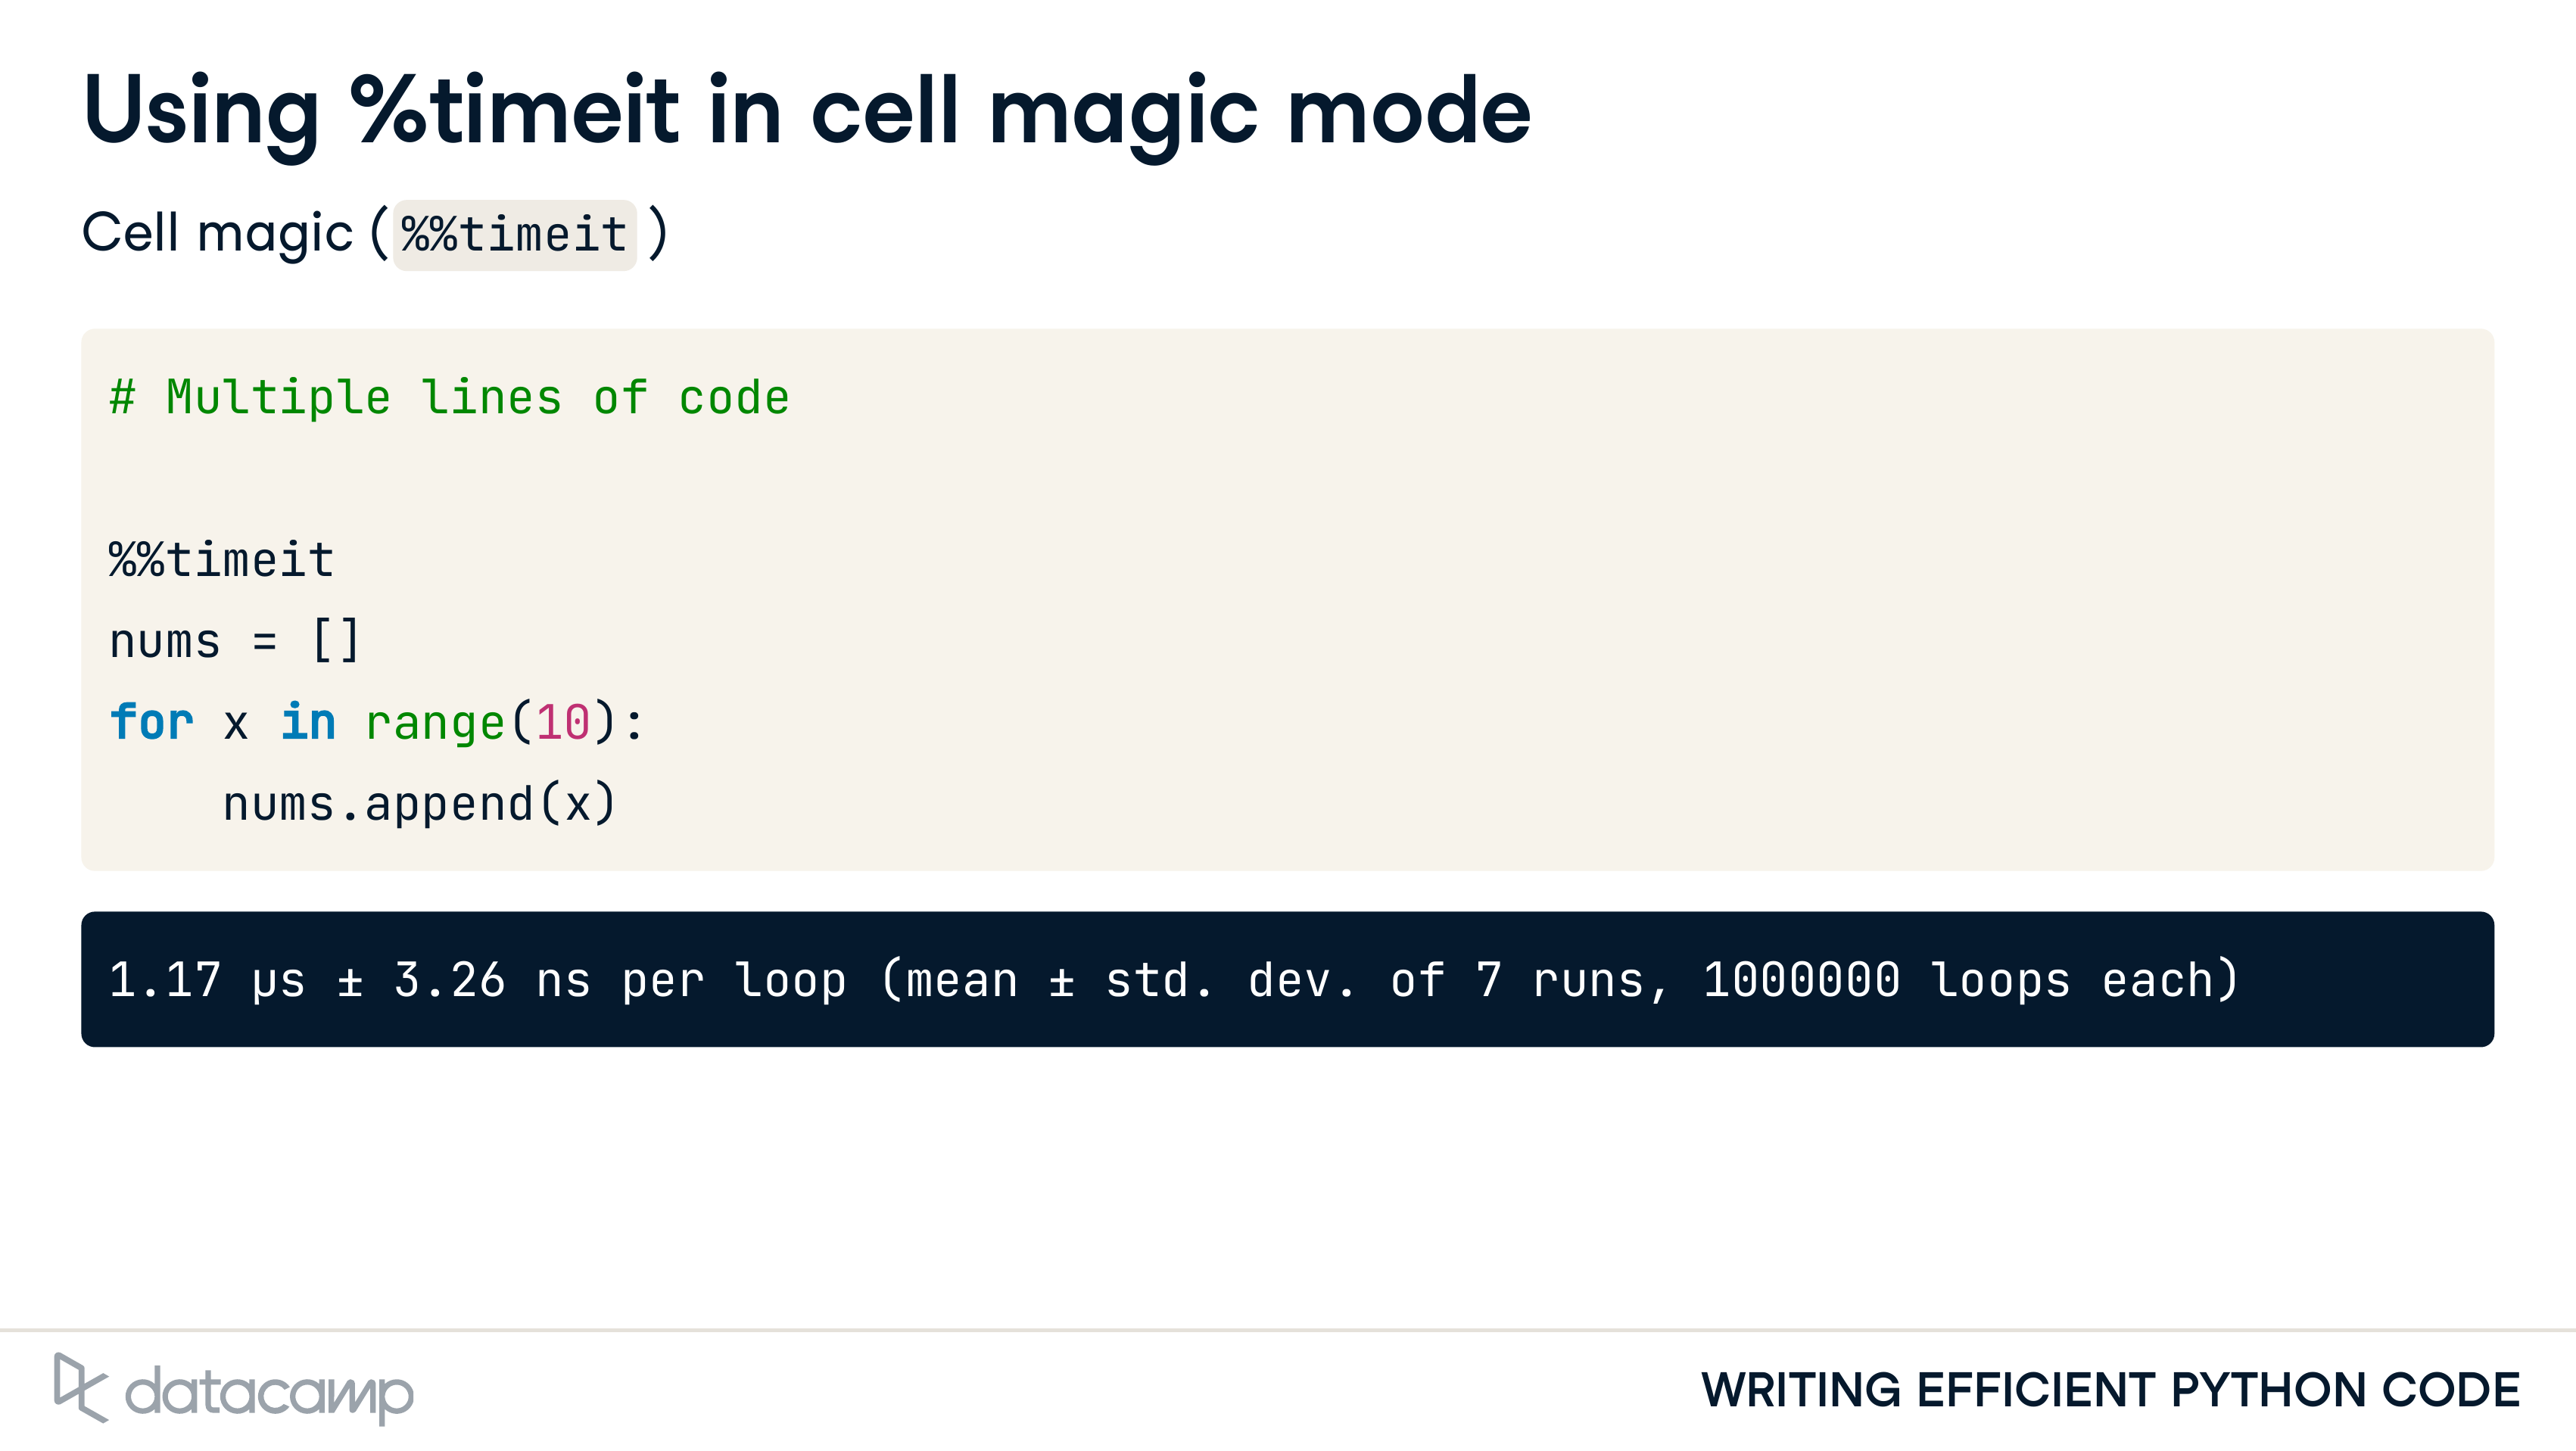 Using %timeit in cell magic mode
Cell magic (%%timeit )
# Multiple lines of code
%%timeit
nums = []
for x in range(10):
    nums.append(x)
1.17 µs ± 3.26 ns per loop (mean ± std. dev. of 7 runs, 1000000 loops each)
datacamp
WRITING EFFICIENT PYTHON CODE